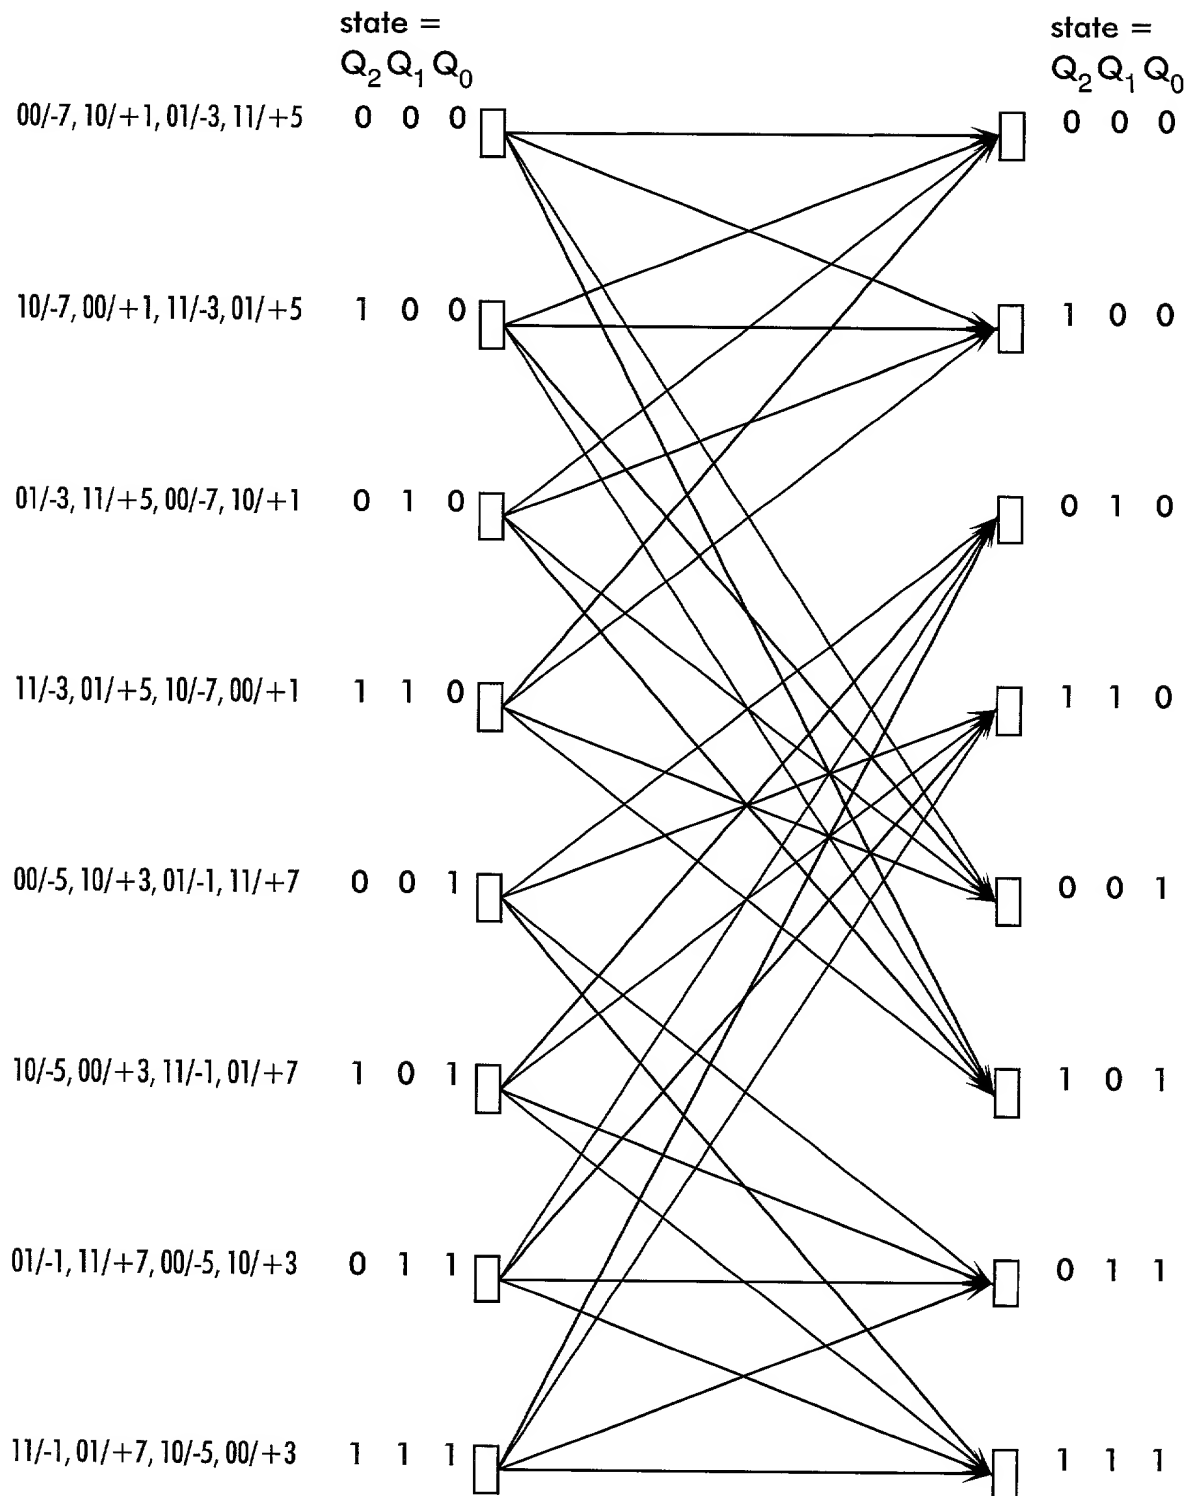 state = state =
Q2 Q1 Q0 Q2 Q1 Q0
00/-7, 10/+1, 01/-3, 11/+5 0 0 0 0 0 0
10/-7, 00/+1, 11/-3, 01/+5 1 0 0 1 0 0
01/-3, 11/+5, 00/-7, 10/+1 0 1 0 0 1 0
11/-3, 01/+5, 10/-7, 00/+1 1 1 0 1 1 0
00/-5, 10/+3, 01/-1, 11/+7 0 0 1 0 0 1
10/-5, 00/+3, 11/-1, 01/+7 1 0 1 1 0 1
01/-1, 11/+7, 00/-5, 10/+3 0 1 1 0 1 1
11/-1, 01/+7, 10/-5, 00/+3 1 1 1 1 1 1